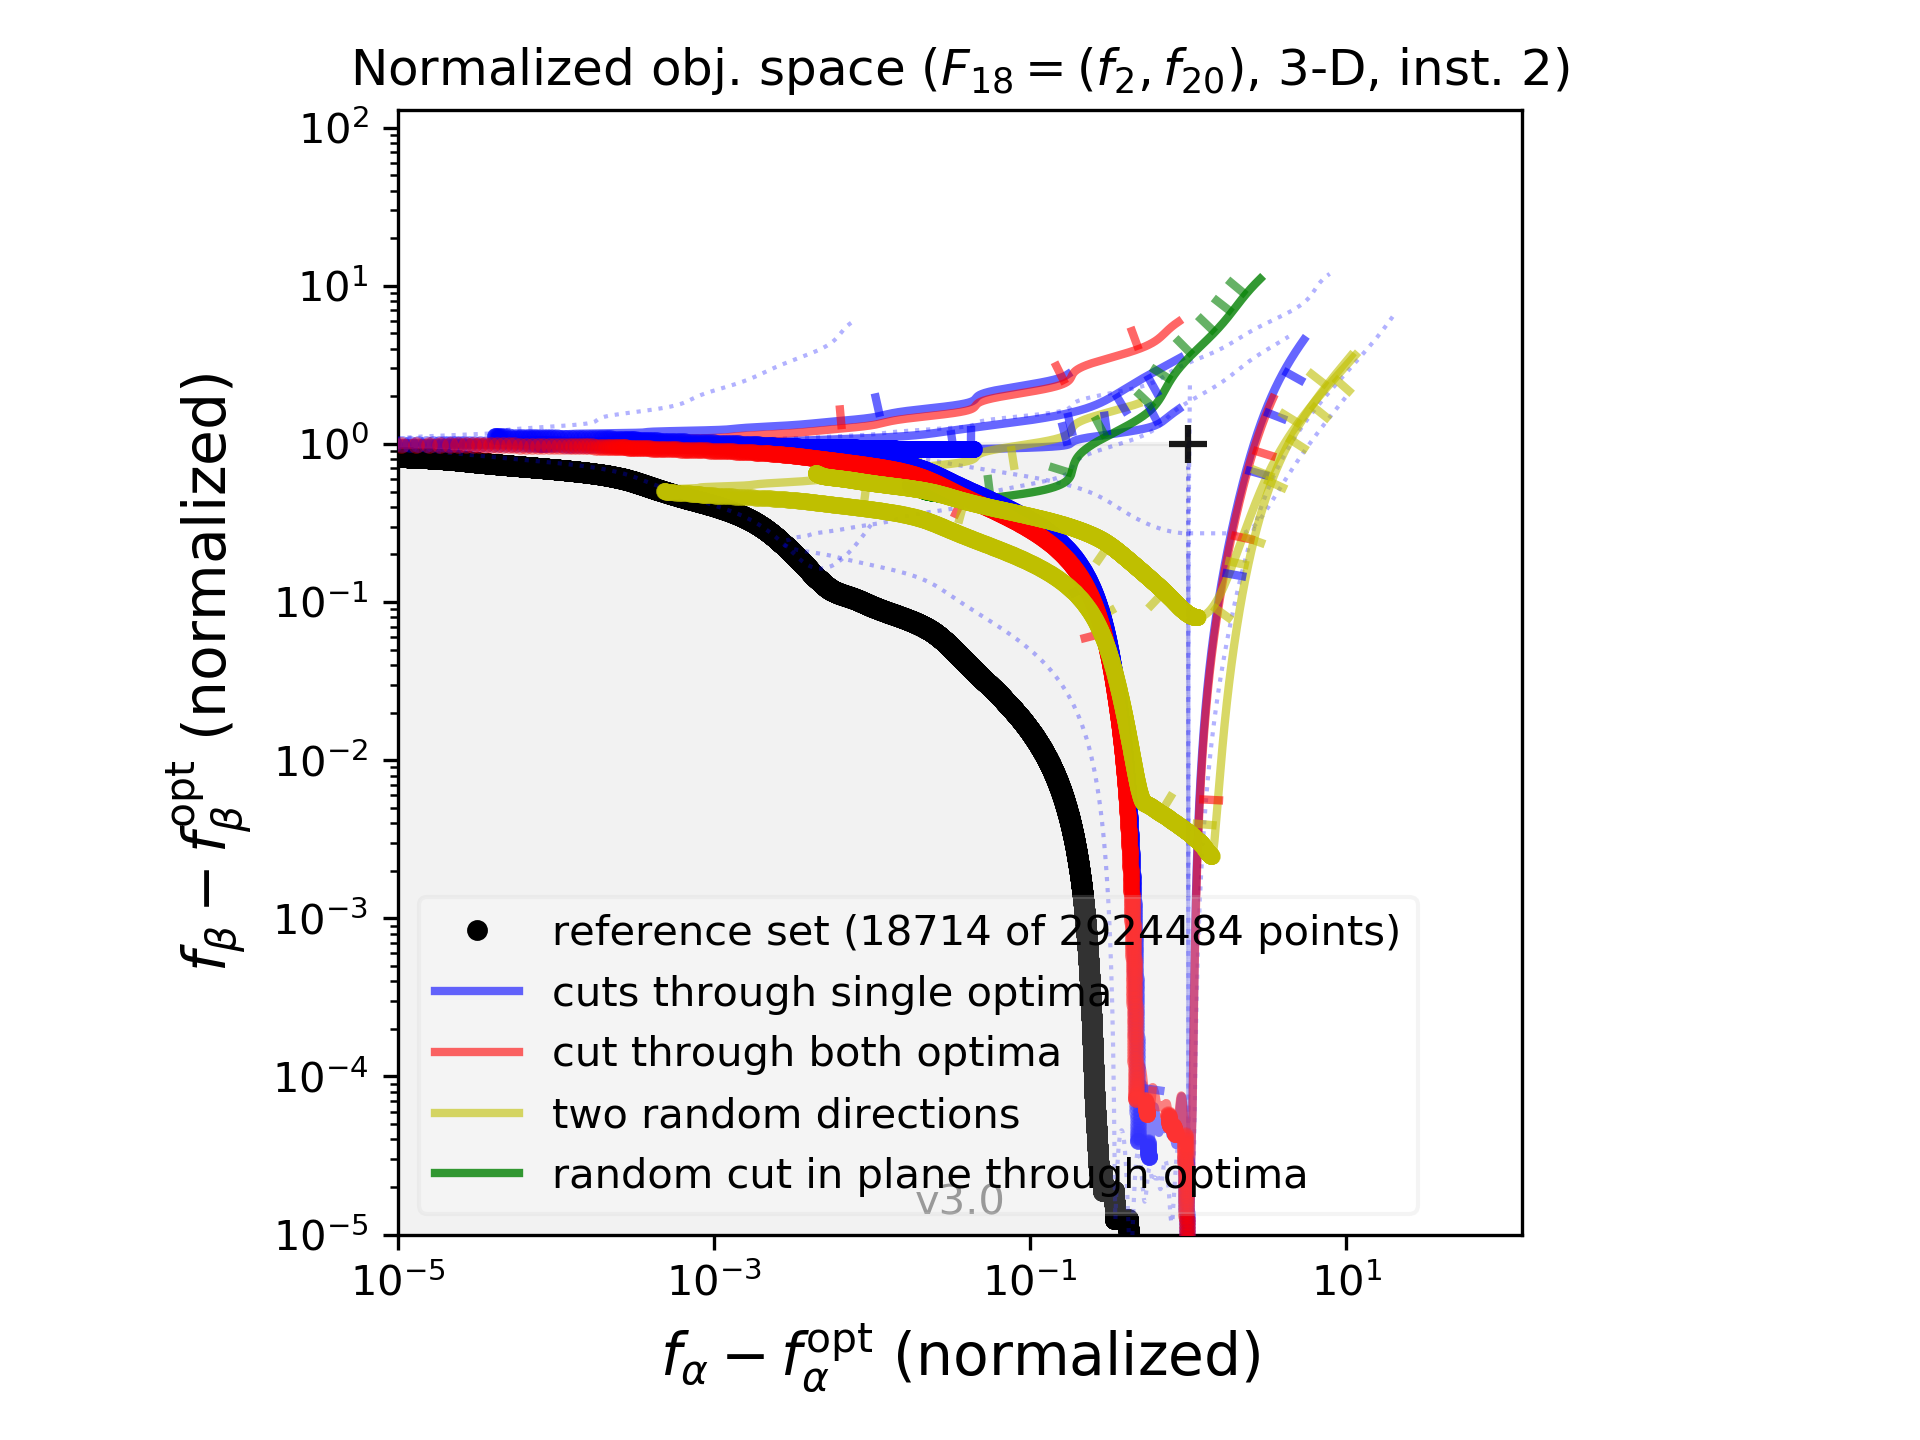 Normalized obj. space (F₁₈ = (f₂, f₂₀), 3-D, inst. 2)
10²
10¹
10⁰
10⁻¹
10⁻²
10⁻³
10⁻⁴
10⁻⁵
f_β − f_β^opt (normalized)
reference set (18714 of 2924484 points)
cuts through single optima
cut through both optima
two random directions
random cut in plane through optima
v3.0
10⁻⁵ 10⁻³ 10⁻¹ 10¹
f_α − f_α^opt (normalized)